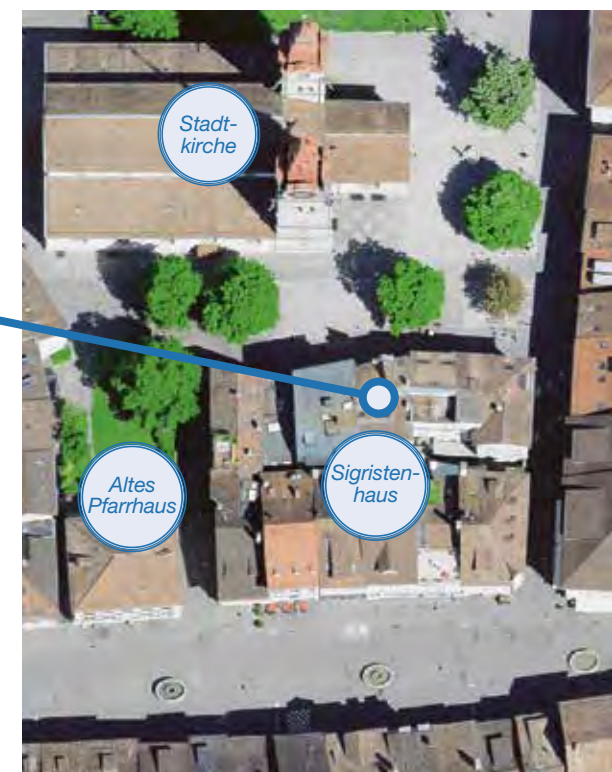 Stadt-
kirche
Altes
Pfarrhaus
Sigristen-
haus